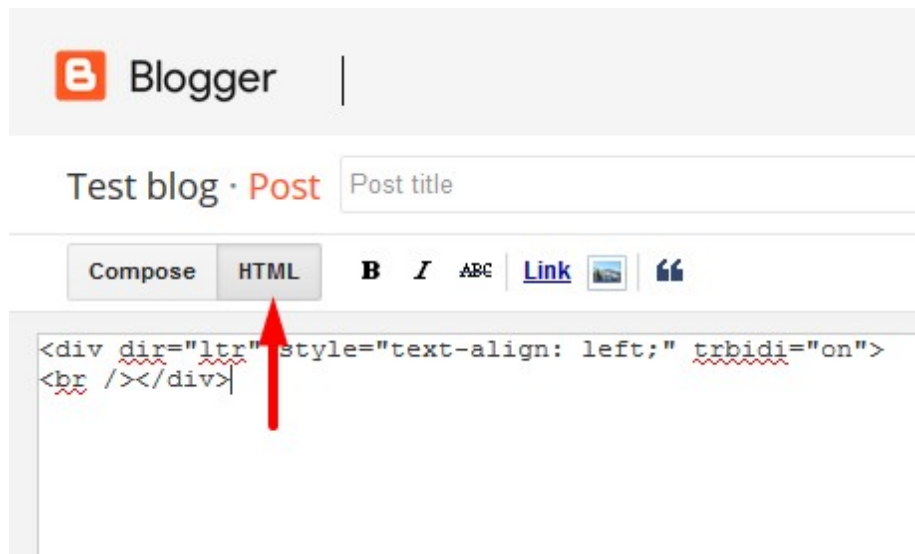 Blogger
Test blog · Post Post title
Compose HTML B I ABC Link
<div dir="ltr" style="text-align: left;" trbidi="on">
<br /></div>